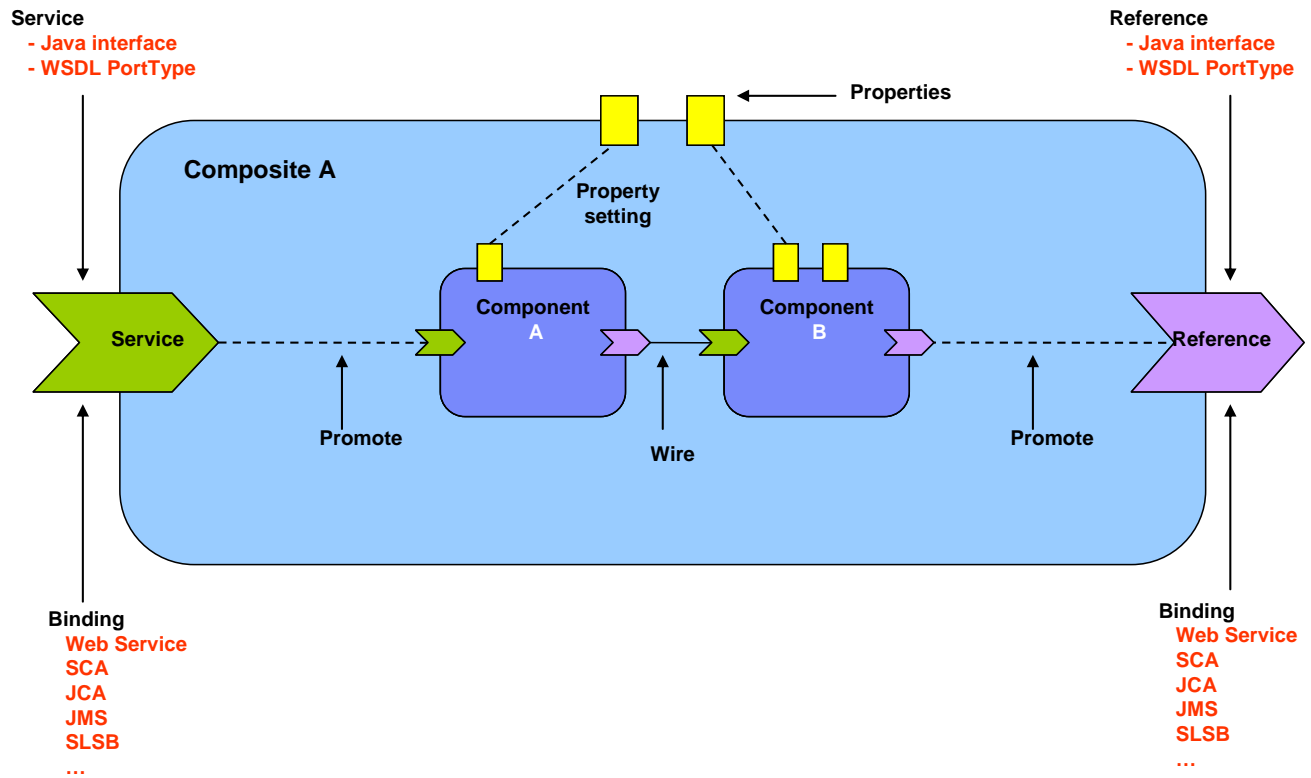 Service
- Java interface
- WSDL PortType
Reference
- Java interface
- WSDL PortType
Properties
Composite A
Property
setting
Component
A
Component
B
Service
Reference
Promote
Wire
Promote
Binding
Web Service
SCA
JCA
JMS
SLSB
…
Binding
Web Service
SCA
JCA
JMS
SLSB
…